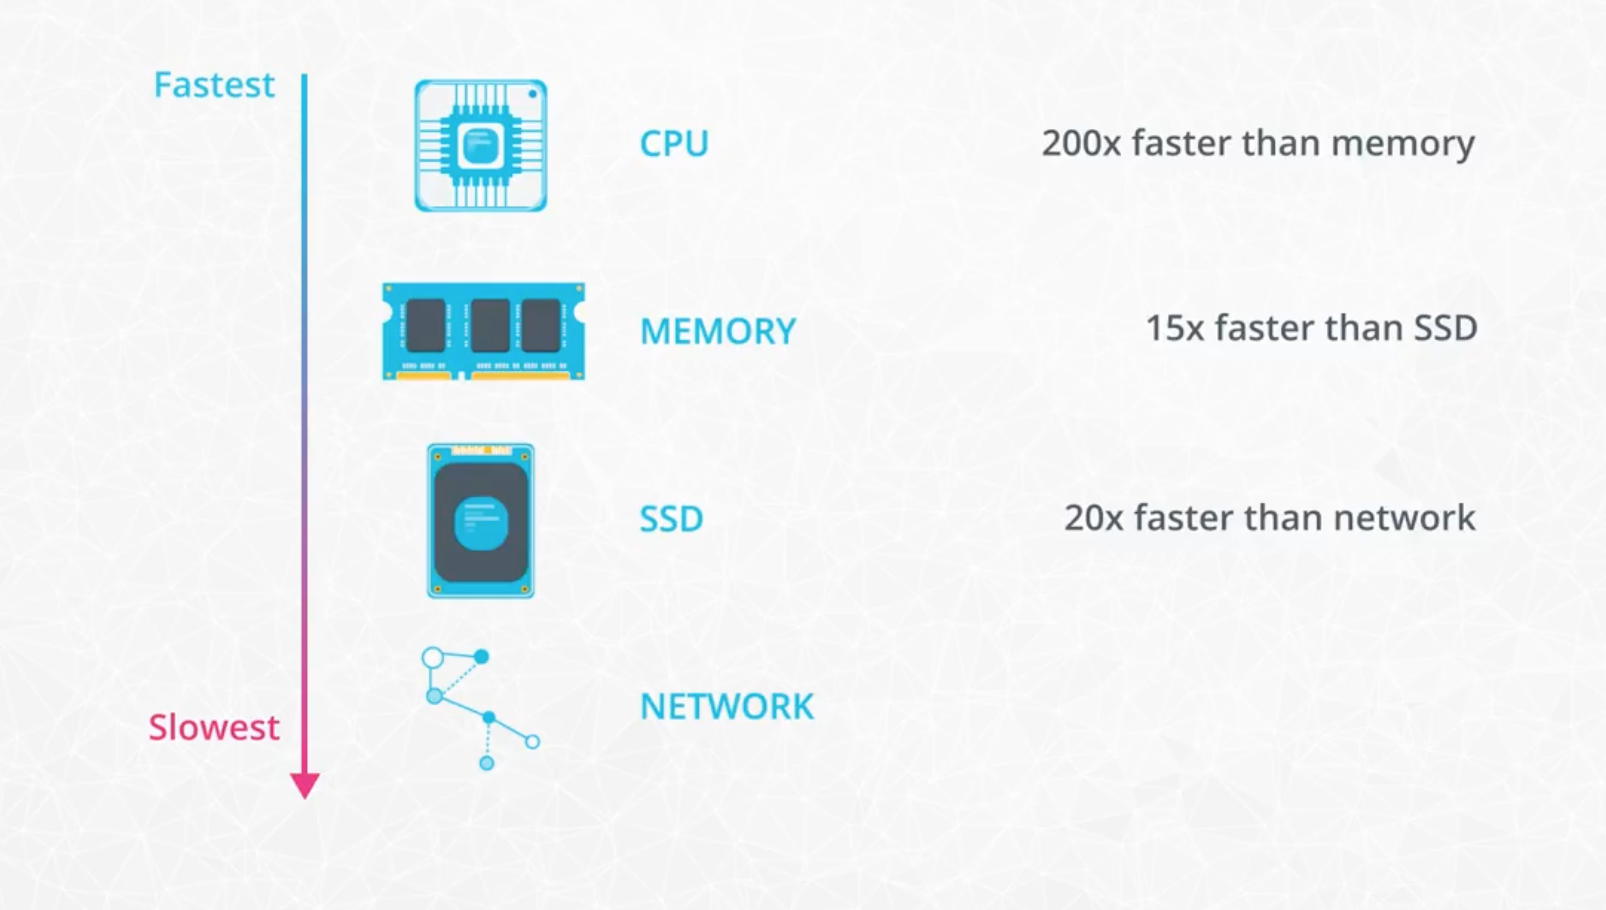 Fastest
CPU
200x faster than memory
MEMORY
15x faster than SSD
SSD
20x faster than network
NETWORK
Slowest